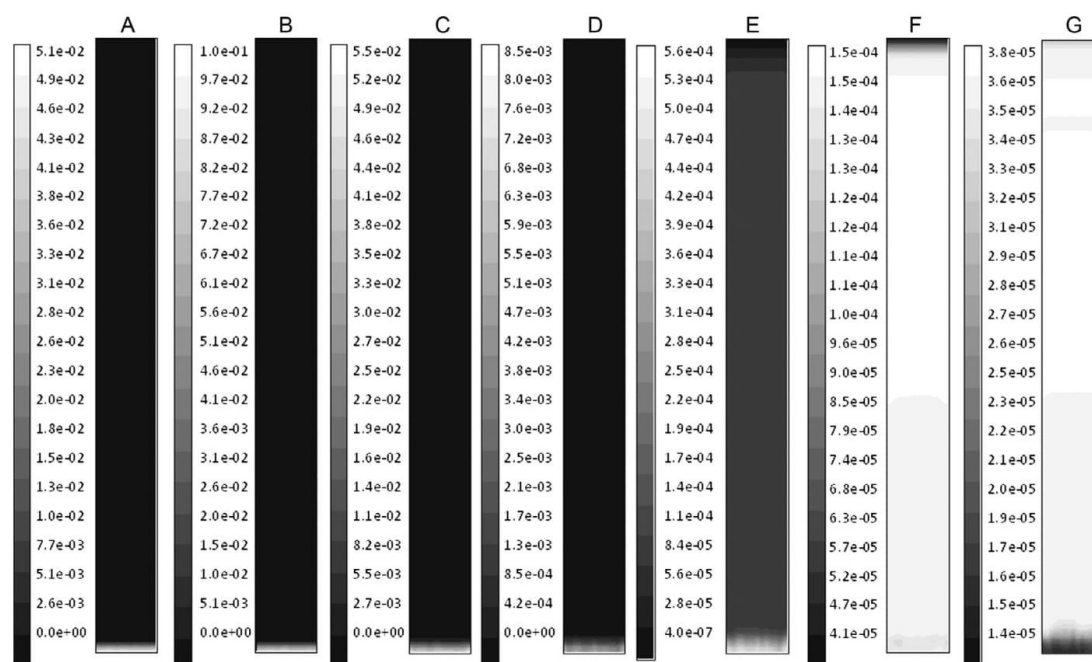 A B C D E F G
5.1e-02 1.0e-01 5.5e-02 8.5e-03 5.6e-04 1.5e-04 3.8e-05
4.9e-02 9.7e-02 5.2e-02 8.0e-03 5.3e-04 1.5e-04 3.6e-05
4.6e-02 9.2e-02 4.9e-02 7.6e-03 5.0e-04 1.4e-04 3.5e-05
4.3e-02 8.7e-02 4.6e-02 7.2e-03 4.7e-04 1.3e-04 3.4e-05
4.1e-02 8.2e-02 4.4e-02 6.8e-03 4.4e-04 1.3e-04 3.3e-05
3.8e-02 7.7e-02 4.1e-02 6.3e-03 4.2e-04 1.2e-04 3.2e-05
3.6e-02 7.2e-02 3.8e-02 5.9e-03 3.9e-04 1.2e-04 3.1e-05
3.3e-02 6.7e-02 3.5e-02 5.5e-03 3.6e-04 1.1e-04 2.9e-05
3.1e-02 6.1e-02 3.3e-02 5.1e-03 3.3e-04 1.1e-04 2.8e-05
2.8e-02 5.6e-02 3.0e-02 4.7e-03 3.1e-04 1.0e-04 2.7e-05
2.6e-02 5.1e-02 2.7e-02 4.2e-03 2.8e-04 9.6e-05 2.6e-05
2.3e-02 4.6e-02 2.5e-02 3.8e-03 2.5e-04 9.0e-05 2.5e-05
2.0e-02 4.1e-02 2.2e-02 3.4e-03 2.2e-04 8.5e-05 2.3e-05
1.8e-02 3.6e-03 1.9e-02 3.0e-03 1.9e-04 7.9e-05 2.2e-05
1.5e-02 3.1e-02 1.6e-02 2.5e-03 1.7e-04 7.4e-05 2.1e-05
1.3e-02 2.6e-02 1.4e-02 2.1e-03 1.4e-04 6.8e-05 2.0e-05
1.0e-02 2.0e-02 1.1e-02 1.7e-03 1.1e-04 6.3e-05 1.9e-05
7.7e-03 1.5e-02 8.2e-03 1.3e-03 8.4e-05 5.7e-05 1.7e-05
5.1e-03 1.0e-02 5.5e-03 8.5e-04 5.6e-05 5.2e-05 1.6e-05
2.6e-03 5.1e-03 2.7e-03 4.2e-04 2.8e-05 4.7e-05 1.5e-05
0.0e+00 0.0e+00 0.0e+00 0.0e+00 4.0e-07 4.1e-05 1.4e-05